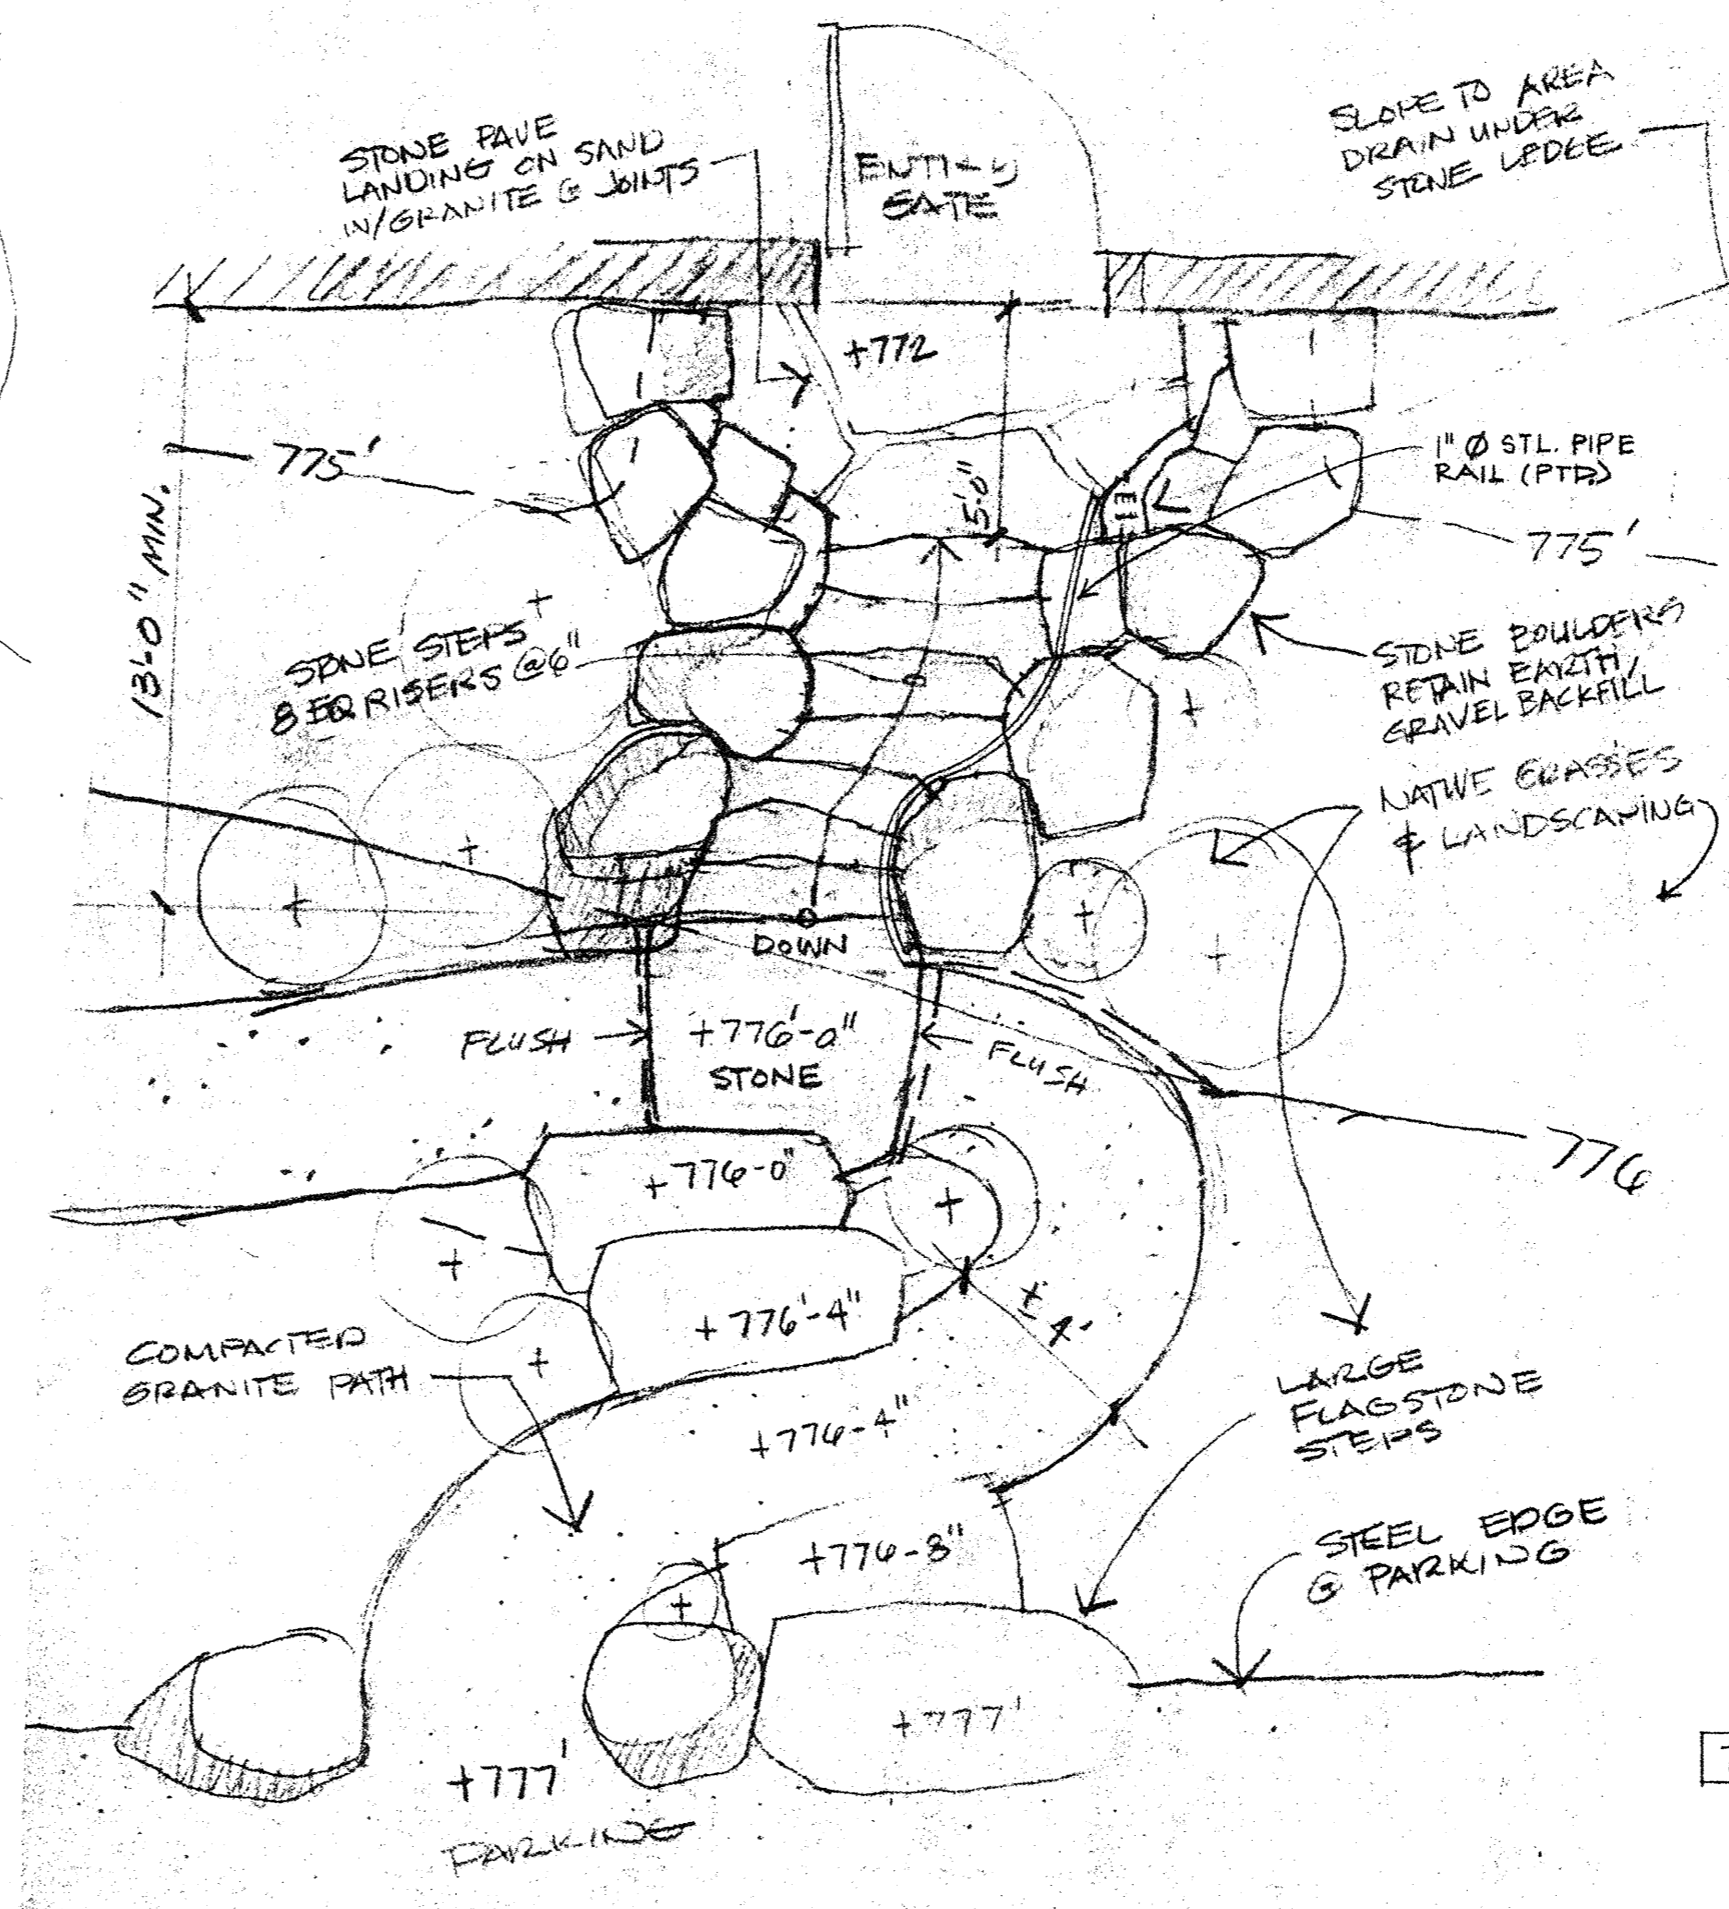 STONE PAVE
LANDING ON SAND
W/GRANITE @ JOINTS
ENTRY
GATE
SLOPE TO AREA
DRAIN UNDER
STONE LEDGE
+772
775'
13'-0" MIN.
5'-0"
1" Ø STL. PIPE
RAIL (PTD.)
775'
STONE STEPS
8 EQ RISERS @6"
STONE BOULDERS
RETAIN EARTH,
GRAVEL BACKFILL
NATIVE GRASSES
& LANDSCAPING
DOWN
FLUSH
+776'-0"
STONE
FLUSH
776
+776-0"
+776'-4"
COMPACTED
GRANITE PATH
+776-4"
LARGE
FLAGSTONE
STEPS
+776-8"
STEEL EDGE
@ PARKING
+777'
+777'
PARKING